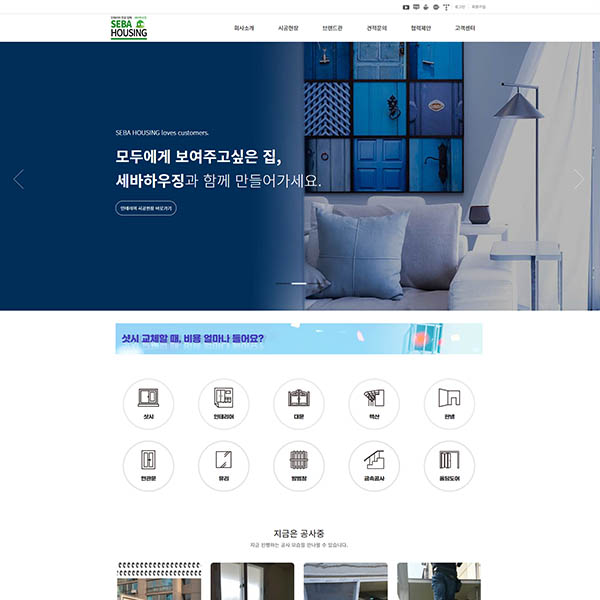 로그인 회원가입
SEBA
HOUSING
회사소개 시공현장 브랜드관 견적문의 협력제안 고객센터
SEBA HOUSING loves customers.
모두에게 보여주고싶은 집,
세바하우징과 함께 만들어가세요.
인테리어 시공현장 바로가기
샷시 교체할 때, 비용 얼마나 들어요?
샷시 인테리어 대문 렉산 판넬
현관문 유리 방범창 금속공사 폴딩도어
지금은 공사중
지금 진행하는 공사 모습을 만나볼 수 있습니다.